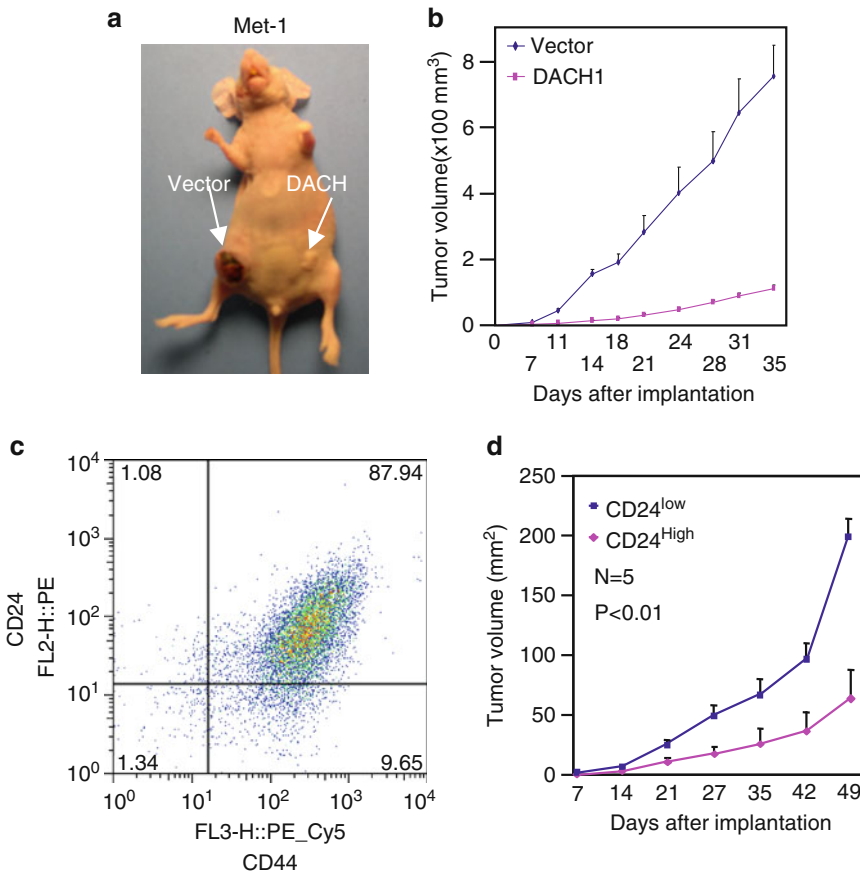 a
Met-1
Vector
DACH
b
Tumor volume(x100 mm³)
8
6
4
2
0
Vector
DACH1
0 11 18 24 31
7 14 21 28 35
Days after implantation
c
CD24
FL2-H::PE
10⁴
10³
10²
10¹
10⁰
1.08
87.94
1.34
9.65
10⁰ 10¹ 10² 10³ 10⁴
FL3-H::PE_Cy5
CD44
d
Tumor volume (mm²)
250
200
150
100
50
0
CD24low
CD24High
N=5
P<0.01
7 14 21 27 35 42 49
Days after implantation